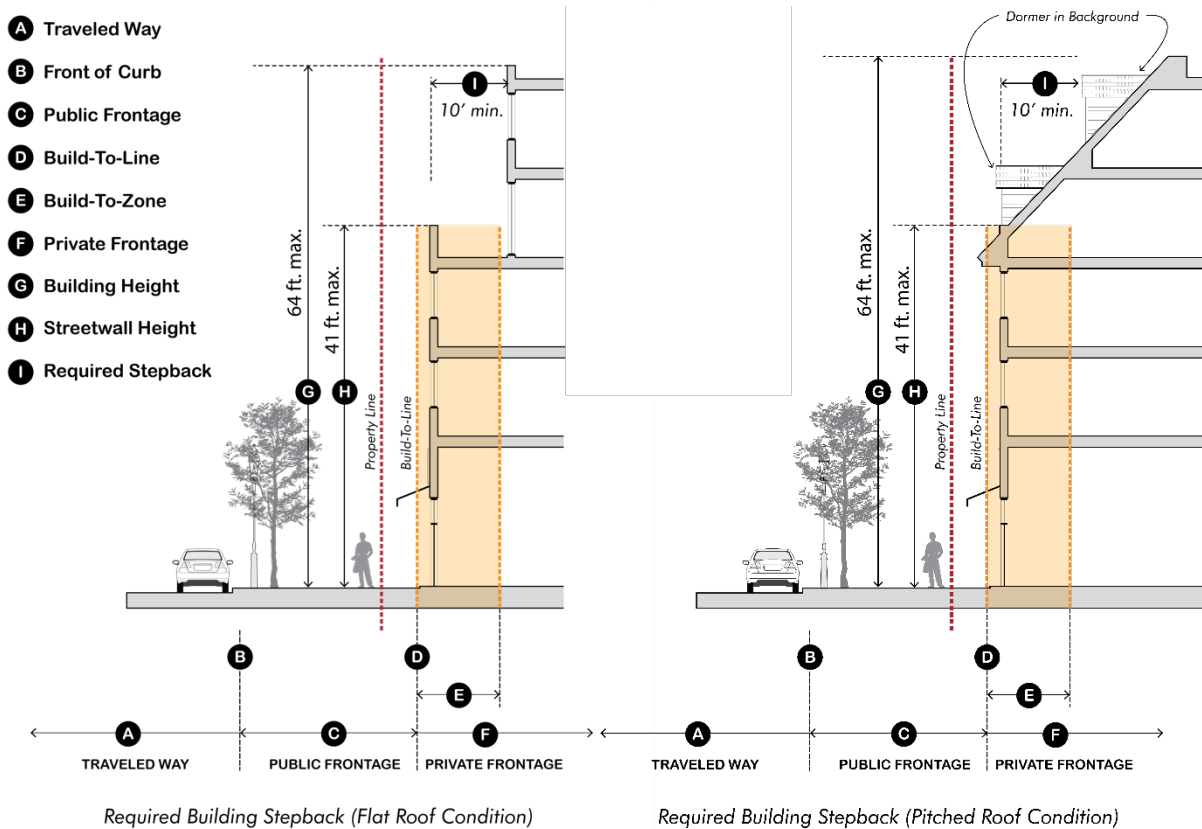 A Traveled Way
B Front of Curb
C Public Frontage
D Build-To-Line
E Build-To-Zone
F Private Frontage
G Building Height
H Streetwall Height
I Required Stepback
I
10' min.
64 ft. max.
41 ft. max.
G
H
Property Line
Build-To-Line
B
D
E
A
C
F
TRAVELED WAY
PUBLIC FRONTAGE
PRIVATE FRONTAGE
Required Building Stepback (Flat Roof Condition)
Dormer in Background
I
10' min.
64 ft. max.
41 ft. max.
G
H
Property Line
Build-To-Line
B
D
E
A
C
F
TRAVELED WAY
PUBLIC FRONTAGE
PRIVATE FRONTAGE
Required Building Stepback (Pitched Roof Condition)